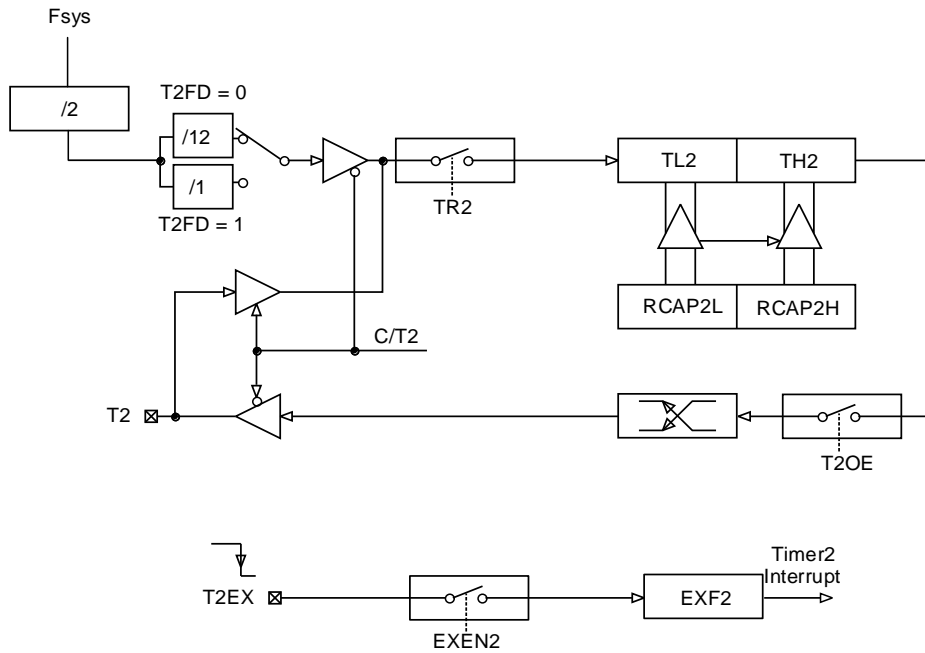 Fsys
/2
T2FD = 0
/12
/1
T2FD = 1
TR2
TL2
TH2
RCAP2L
RCAP2H
C/T2
T2
T2OE
T2EX
EXEN2
EXF2
Timer2
Interrupt